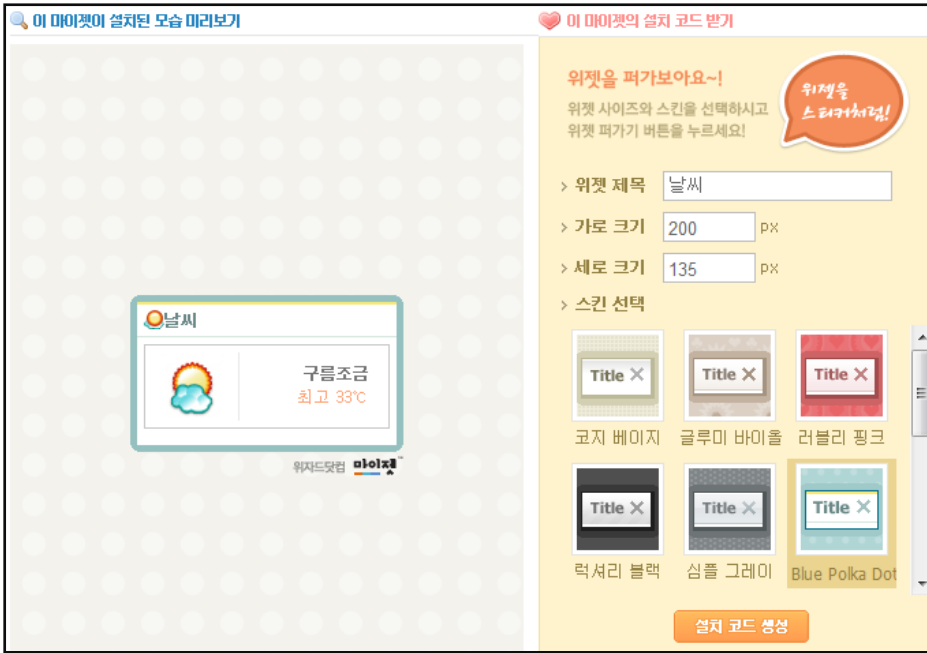 이 마이젯이 설치된 모습 미리보기
이 마이젯의 설치 코드 받기
위젯을 퍼가보아요~!
위젯 사이즈와 스킨을 선택하시고
위젯 퍼가기 버튼을 누르세요!
위젯을
스티커처럼!
> 위젯 제목 날씨
> 가로 크기 200 px
> 세로 크기 135 px
> 스킨 선택
날씨
구름조금
최고 33℃
위자드닷컴 마이젯™
Title ×
Title ×
Title ×
코지 베이지
글루미 바이올
러블리 핑크
Title ×
Title ×
Title ×
럭셔리 블랙
심플 그레이
Blue Polka Dot
설치 코드 생성